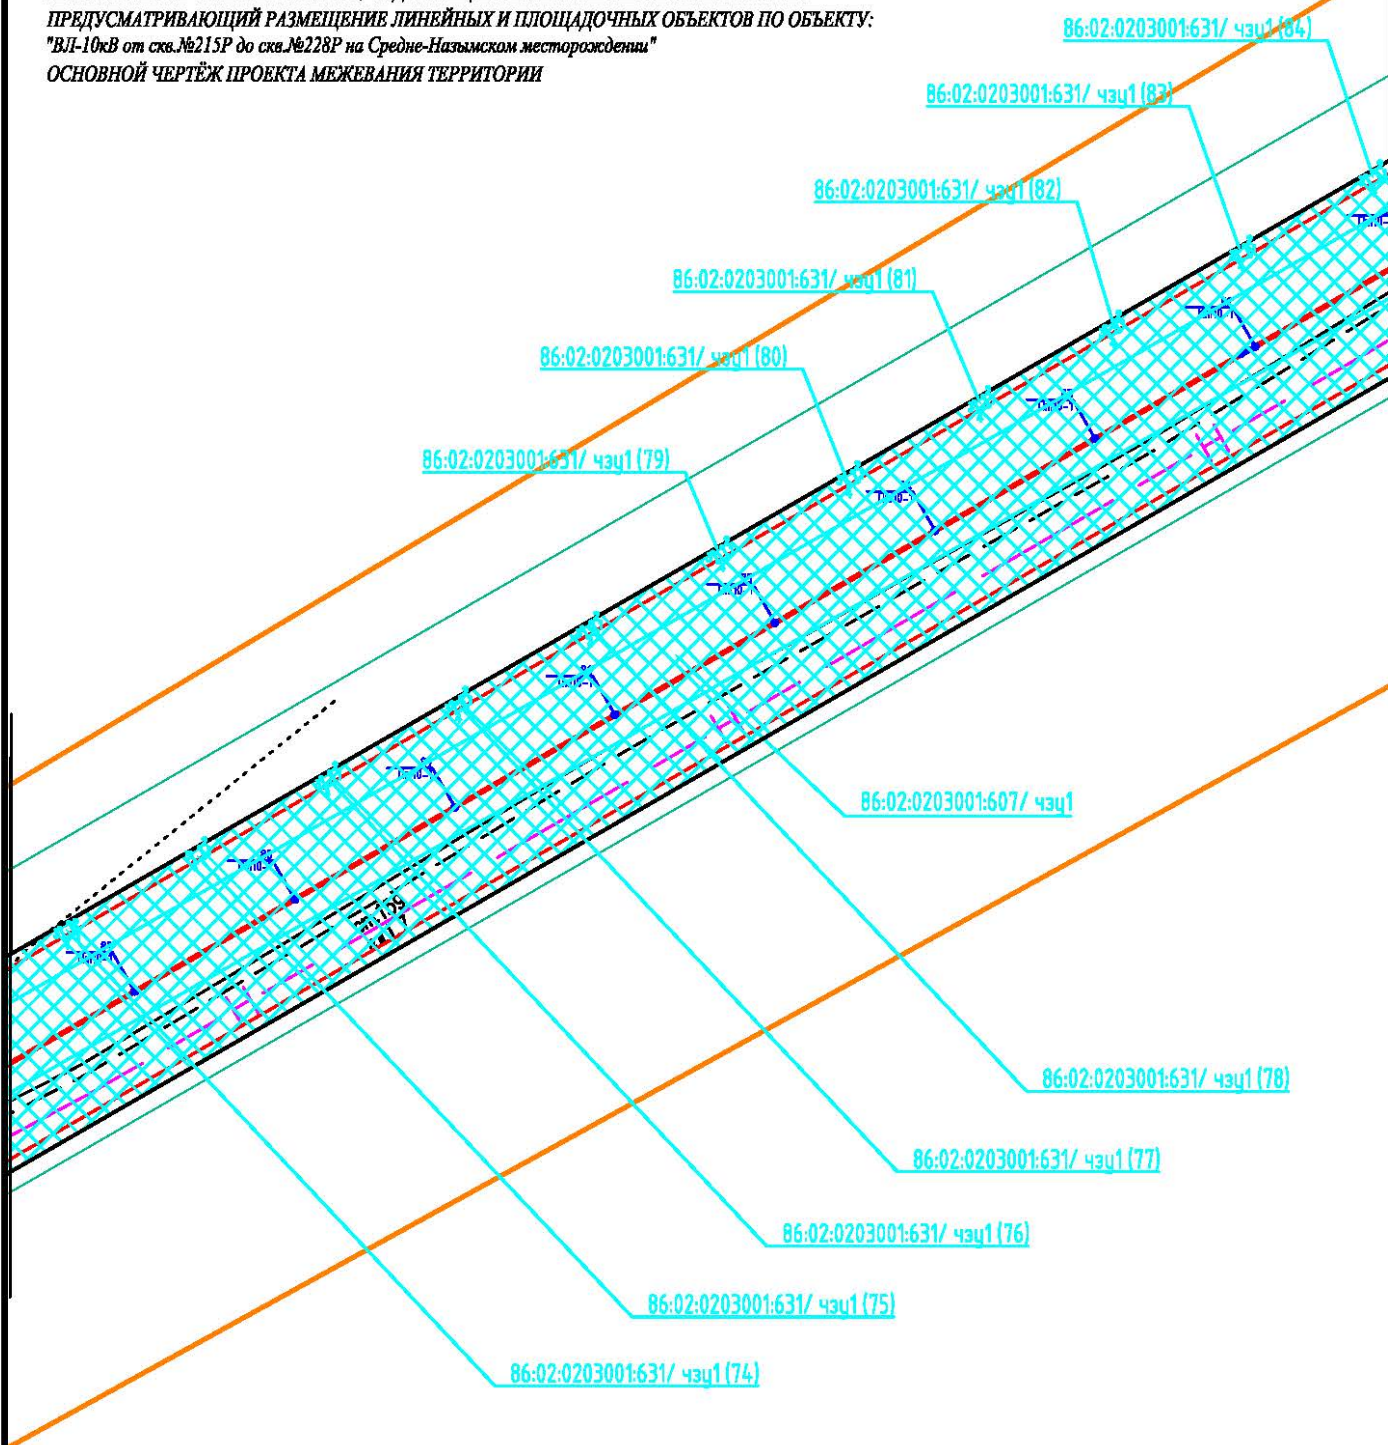 ПРЕДУСМАТРИВАЮЩИЙ РАЗМЕЩЕНИЕ ЛИНЕЙНЫХ И ПЛОЩАДОЧНЫХ ОБЪЕКТОВ ПО ОБЪЕКТУ:
"ВЛ-10кВ от скв.№215Р до скв.№228Р на Средне-Назымском месторождении"
ОСНОВНОЙ ЧЕРТЁЖ ПРОЕКТА МЕЖЕВАНИЯ ТЕРРИТОРИИ
86:02:0203001:631/ чзу1 (84)
86:02:0203001:631/ чзу1 (83)
86:02:0203001:631/ чзу1 (82)
86:02:0203001:631/ чзу1 (81)
86:02:0203001:631/ чзу1 (80)
86:02:0203001:631/ чзу1 (79)
86:02:0203001:607/ чзу1
86:02:0203001:631/ чзу1 (78)
86:02:0203001:631/ чзу1 (77)
86:02:0203001:631/ чзу1 (76)
86:02:0203001:631/ чзу1 (75)
86:02:0203001:631/ чзу1 (74)